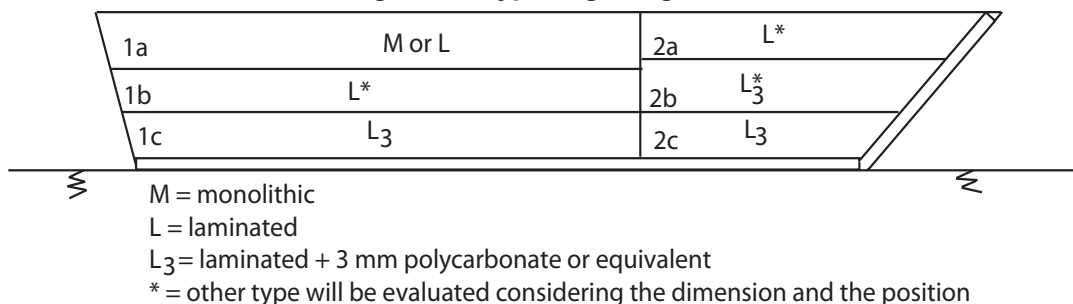 1a M or L 2a L*
1b L* 2b L*3
1c L3 2c L3
M = monolithic
L = laminated
L3= laminated + 3 mm polycarbonate or equivalent
* = other type will be evaluated considering the dimension and the position